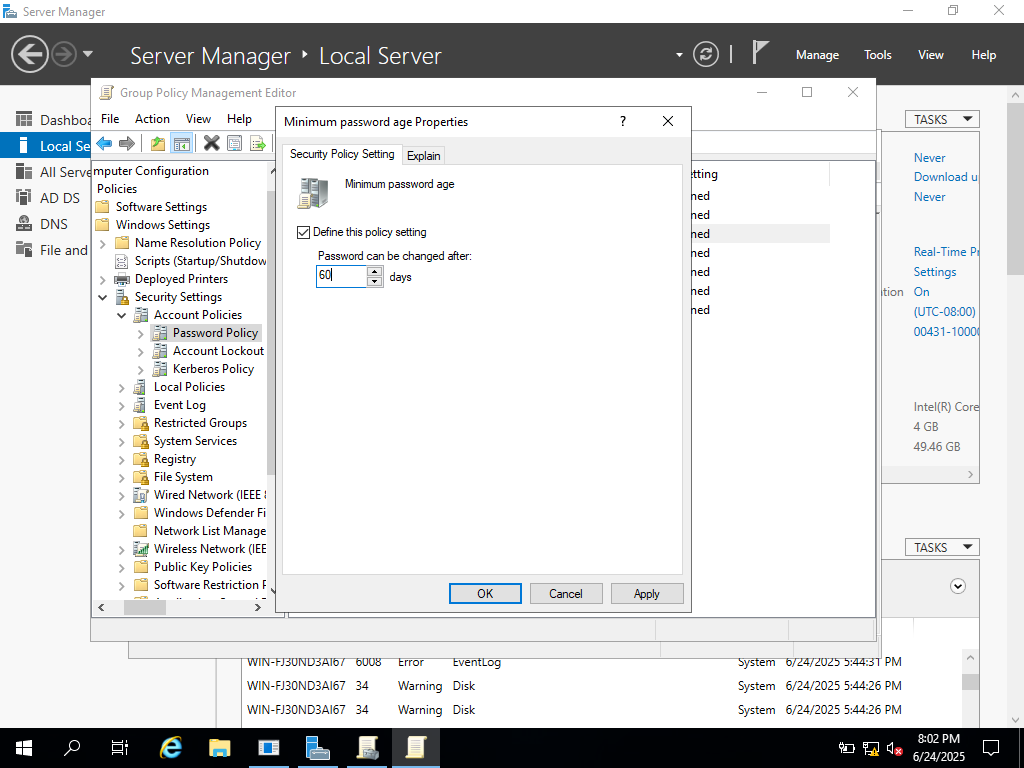 Server Manager
Server Manager
Local Server
Manage
Tools
View
Help
Dashbo
Local Se
All Serve
AD DS
DNS
File and
Group Policy Management Editor
File
Action
View
Help
mputer Configuration
Policies
Software Settings
Windows Settings
Name Resolution Policy
Scripts (Startup/Shutdow
Deployed Printers
Security Settings
Account Policies
Password Policy
Account Lockout
Kerberos Policy
Local Policies
Event Log
Restricted Groups
System Services
Registry
File System
Wired Network (IEEE 8
Windows Defender Fi
Network List Manage
Wireless Network (IEE
Public Key Policies
Software Restriction P
Minimum password age Properties
?
Security Policy Setting
Explain
Minimum password age
Define this policy setting
Password can be changed after:
60
days
OK
Cancel
Apply
etting
ned
ned
ned
ned
ned
ned
ned
TASKS
Never
Download u
Never
Real-Time Pr
Settings
ation On
(UTC-08:00)
00431-10000
Intel(R) Core
4 GB
49.46 GB
TASKS
WIN-FJ30ND3AI67 6008 Error EventLog System 6/24/2025 5:44:31 PM
WIN-FJ30ND3AI67 34 Warning Disk System 6/24/2025 5:44:26 PM
WIN-FJ30ND3AI67 34 Warning Disk System 6/24/2025 5:44:26 PM
8:02 PM
6/24/2025